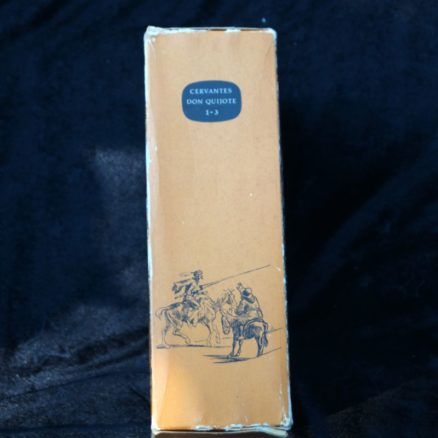 CERVANTES
DON QUIJOTE
1-3